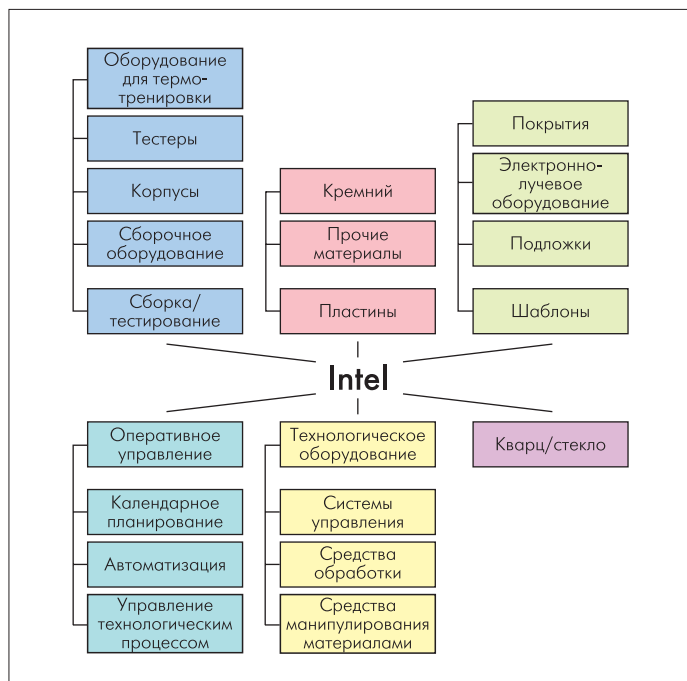 Оборудование
для термо-
тренировки
Тестеры
Корпусы
Сборочное
оборудование
Сборка/
тестирование
Кремний
Прочие
материалы
Пластины
Покрытия
Электронно-
лучевое
оборудование
Подложки
Шаблоны
Intel
Оперативное
управление
Календарное
планирование
Автоматизация
Управление
технологическим
процессом
Технологическое
оборудование
Системы
управления
Средства
обработки
Средства
манипулирования
материалами
Кварц/стекло